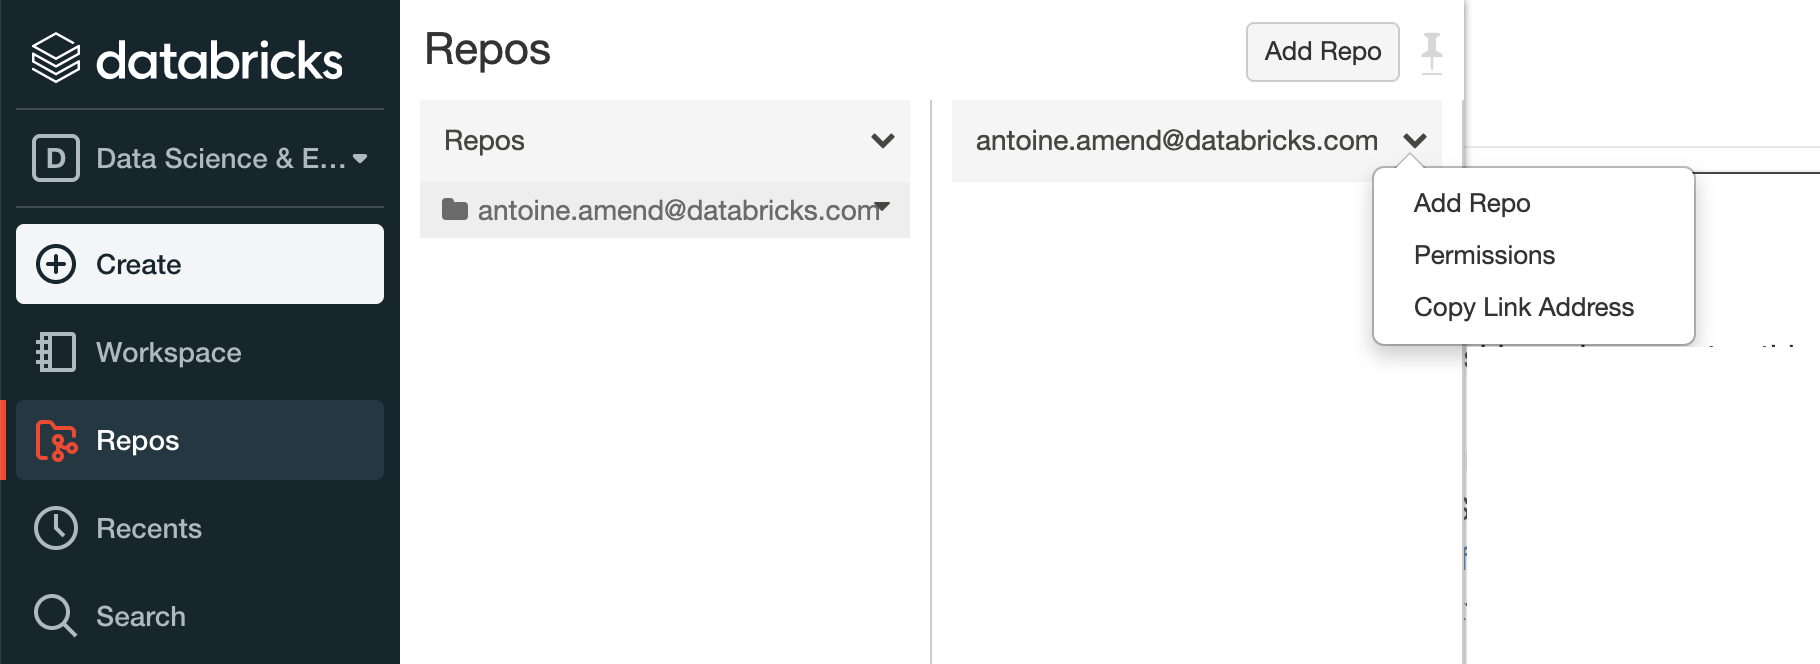 databricks
D
Data Science & E...
Create
Workspace
Repos
Recents
Search
Repos
Add Repo
Repos
antoine.amend@databricks.com
antoine.amend@databricks.com
Add Repo
Permissions
Copy Link Address